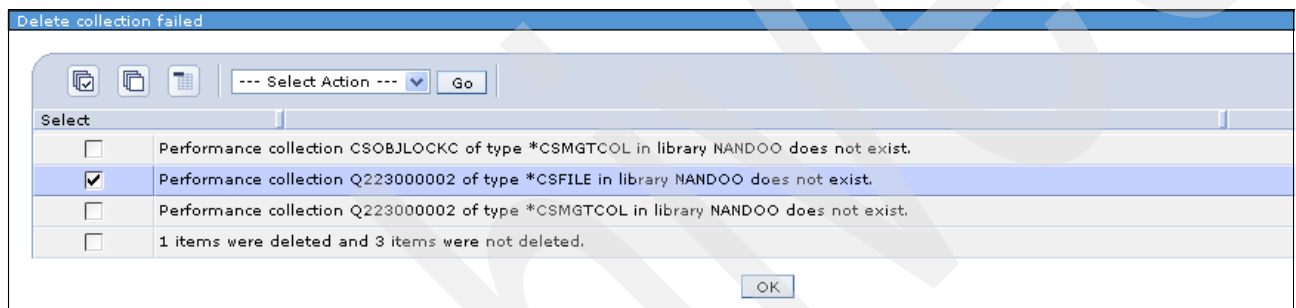 Delete collection failed
--- Select Action --- Go
Select
Performance collection CSOBJLOCKC of type *CSMGTCOL in library NANDOO does not exist.
Performance collection Q223000002 of type *CSFILE in library NANDOO does not exist.
Performance collection Q223000002 of type *CSMGTCOL in library NANDOO does not exist.
1 items were deleted and 3 items were not deleted.
OK